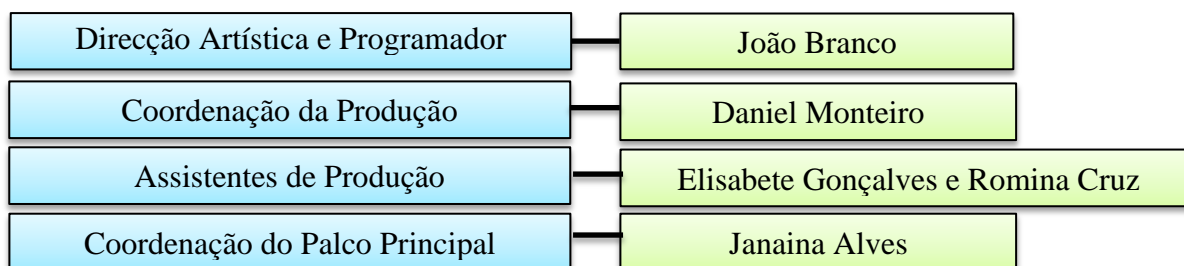 Direcção Artística e Programador
João Branco
Coordenação da Produção
Daniel Monteiro
Assistentes de Produção
Elisabete Gonçalves e Romina Cruz
Coordenação do Palco Principal
Janaina Alves